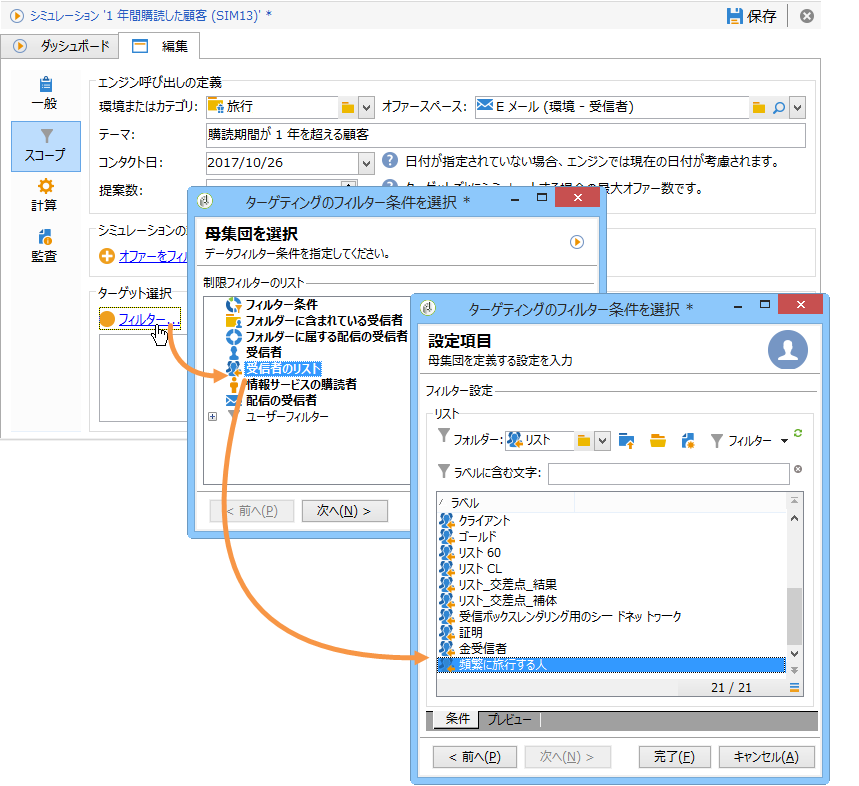 シミュレーション '1 年間購読した顧客 (SIM13)' *
保存
ダッシュボード
編集
一般
スコープ
計算
監査
エンジン呼び出しの定義
環境またはカテゴリ: 旅行
オファースペース: E メール (環境 - 受信者)
テーマ: 購読期間が 1 年を超える顧客
コンタクト日: 2017/10/26
日付が指定されていない場合、エンジンでは現在の日付が考慮されます。
提案数:
最大オファー数です。
シミュレーションの
オファーをフィル
ターゲット選択
フィルター...
ターゲティングのフィルター条件を選択 *
母集団を選択
データフィルター条件を指定してください。
制限フィルターのリスト
フィルター条件
フォルダーに含まれている受信者
フォルダーに属する配信の受信者
受信者
受信者のリスト
情報サービスの購読者
配信の受信者
ユーザーフィルター
< 前へ(P)
次へ(N) >
ターゲティングのフィルター条件を選択 *
設定項目
母集団を定義する設定を入力
フィルター設定
リスト
フォルダー: リスト
フィルター
ラベルに含む文字:
ラベル
クライアント
ゴールド
リスト 60
リスト CL
リスト_交差点_結果
リスト_交差点_補体
受信ボックスレンダリング用のシードネットワーク
証明
金受信者
頻繁に旅行する人
21 / 21
条件
プレビュー
< 前へ(P)
次へ(N) >
完了(F)
キャンセル(A)